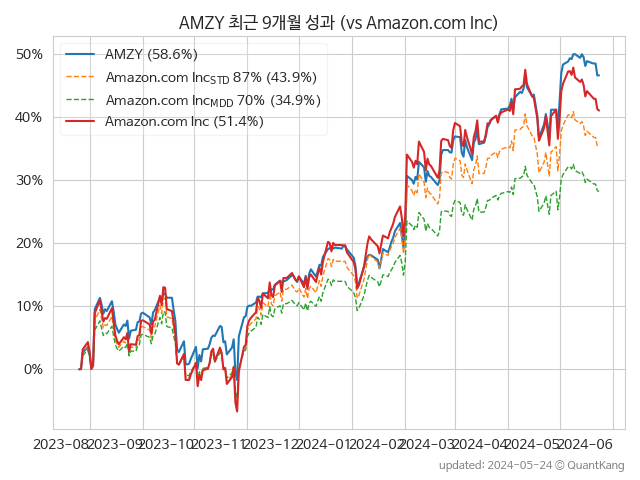 AMZY 최근 9개월 성과 (vs Amazon.com Inc)
AMZY (58.6%)
Amazon.com IncSTD 87% (43.9%)
Amazon.com IncMDD 70% (34.9%)
Amazon.com Inc (51.4%)
50%
40%
30%
20%
10%
0%
2023-08 2023-09 2023-10 2023-11 2023-12 2024-01 2024-02 2024-03 2024-04 2024-05 2024-06
updated: 2024-05-24 © QuantKang